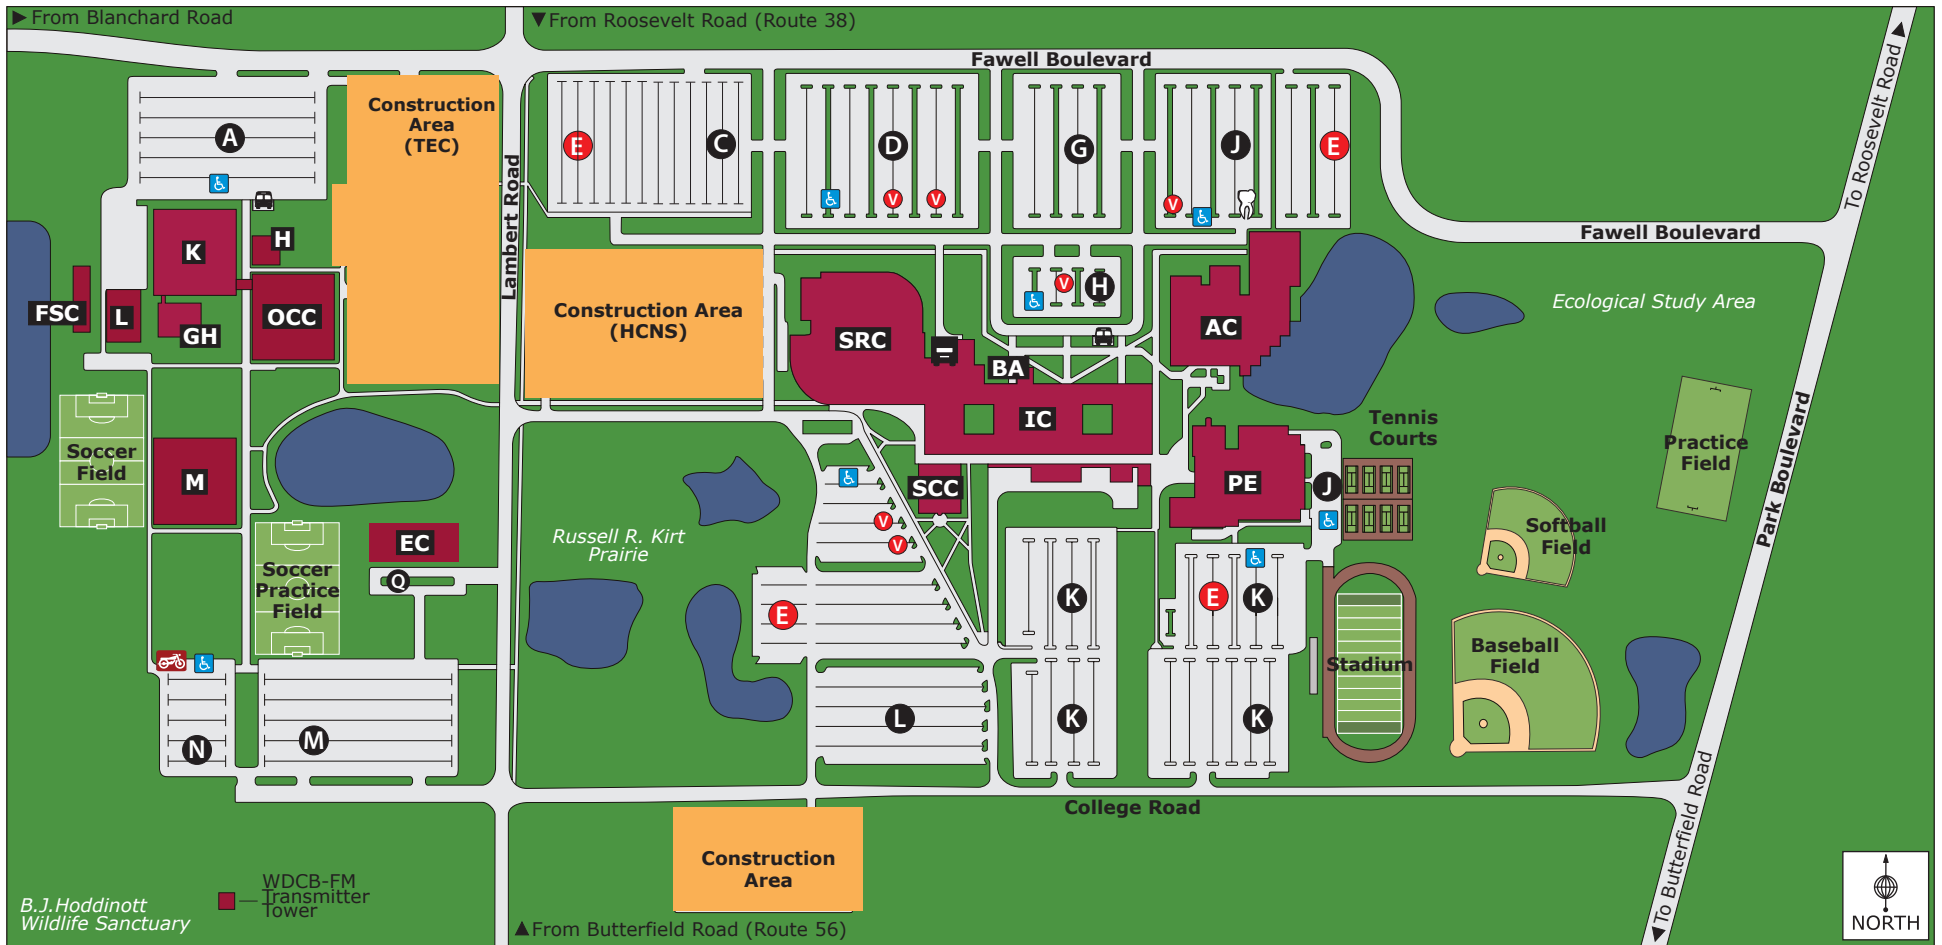 From Blanchard Road
From Roosevelt Road (Route 38)
Fawell Boulevard
To Roosevelt Road
Construction
Area
(TEC)
A
E
C
D
G
J
E
V
V
V
Lambert Road
Fawell Boulevard
K
H
FSC
L
GH
OCC
Construction Area
(HCNS)
SRC
BA
IC
V
H
AC
Ecological Study Area
Tennis
Courts
Practice
Field
Park Boulevard
Soccer
Field
M
EC
Q
Soccer
Practice
Field
Russell R. Kirt
Prairie
SCC
V
V
PE
J
Softball
Field
E
K
E
K
Baseball
Field
Stadium
N
M
L
K
K
College Road
To Butterfield Road
Construction
Area
WDCB-FM
Transmitter
Tower
B.J.Hoddinott
Wildlife Sanctuary
From Butterfield Road (Route 56)
NORTH